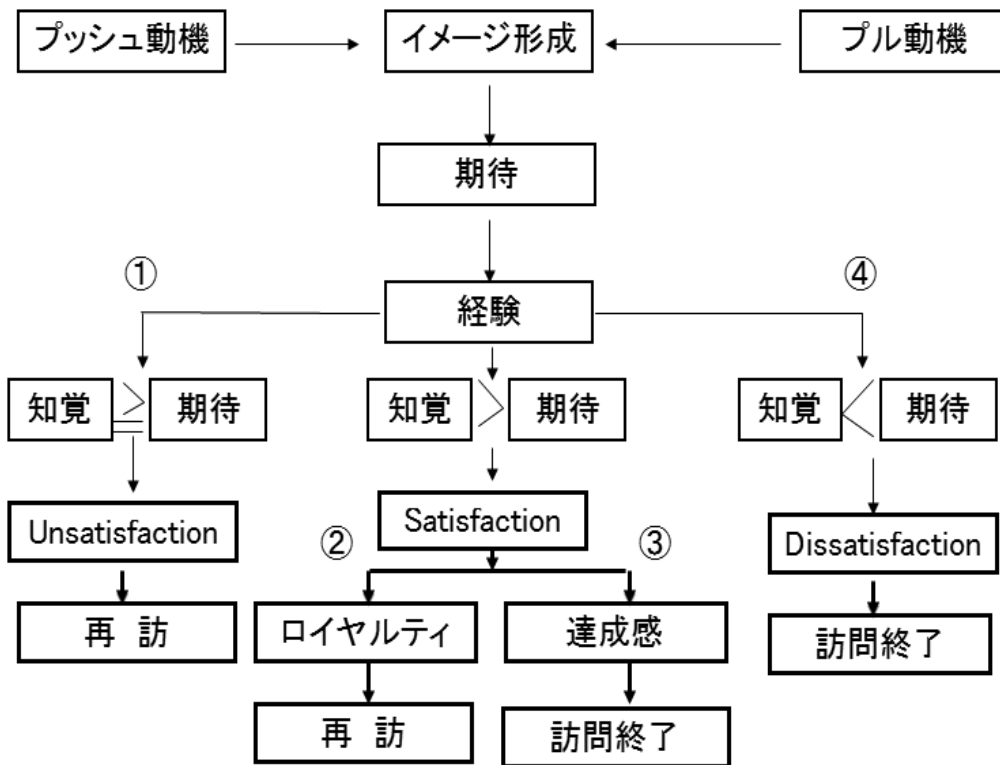 プッシュ動機
イメージ形成
プル動機
期待
①
④
経験
知覚 ≧ 期待
知覚 > 期待
知覚 < 期待
Unsatisfaction
Satisfaction
Dissatisfaction
②
③
再 訪
ロイヤルティ
達成感
訪問終了
再 訪
訪問終了